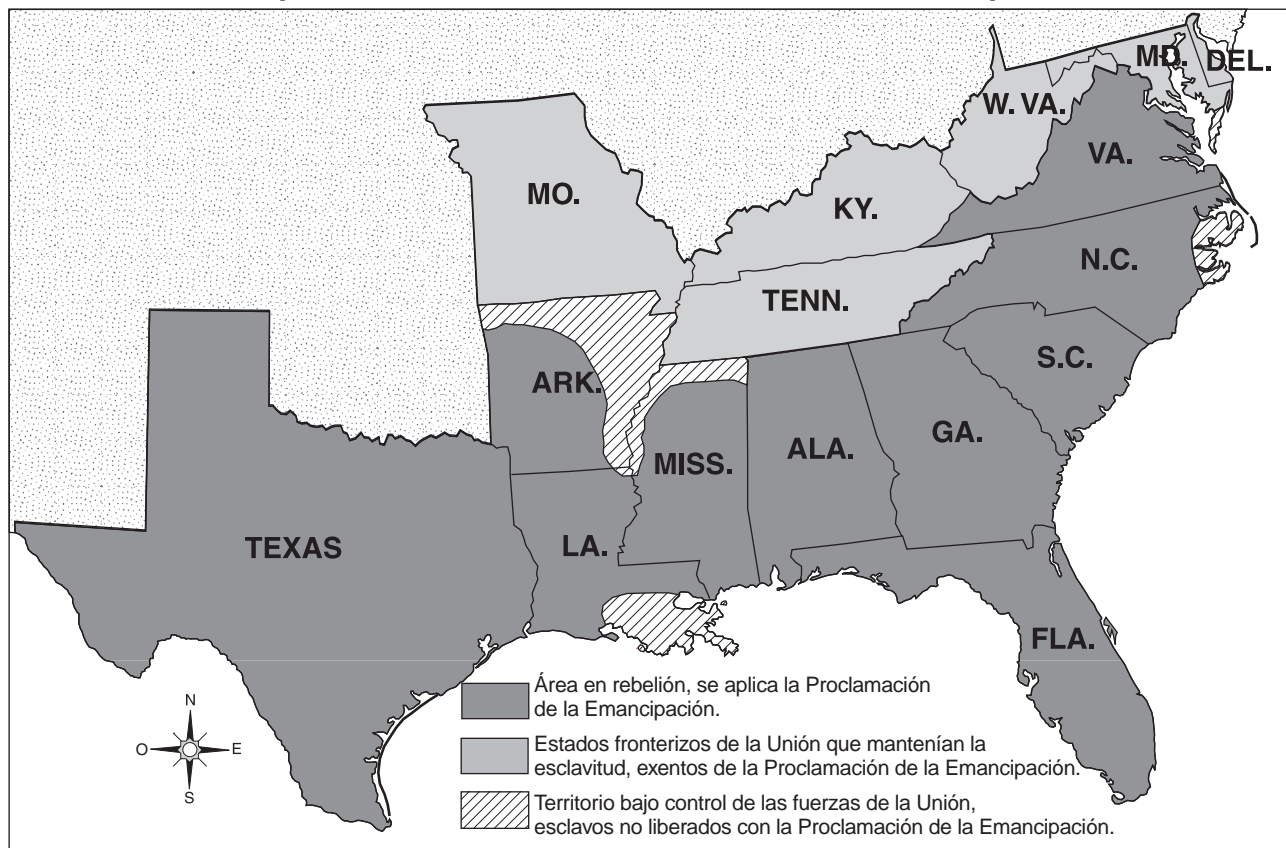 MD.
DEL.
W. VA.
VA.
MO.
KY.
N.C.
TENN.
S.C.
ARK.
GA.
ALA.
MISS.
TEXAS
LA.
FLA.
N
O
E
S
Área en rebelión, se aplica la Proclamación
de la Emancipación.
Estados fronterizos de la Unión que mantenían la
esclavitud, exentos de la Proclamación de la Emancipación.
Territorio bajo control de las fuerzas de la Unión,
esclavos no liberados con la Proclamación de la Emancipación.